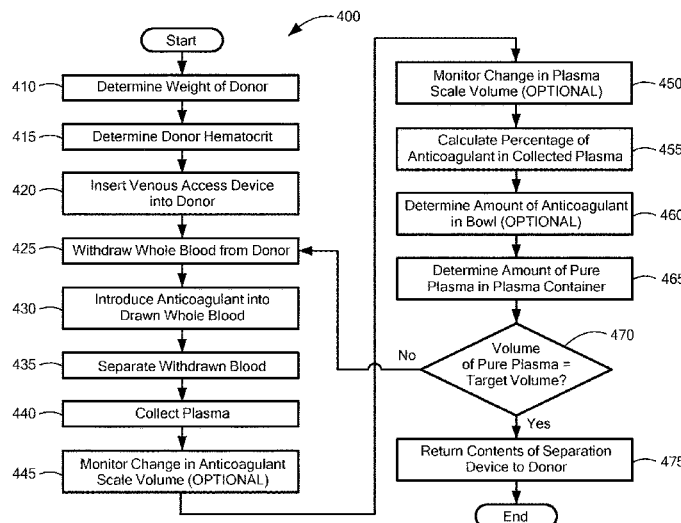 400
Start
410
Determine Weight of Donor
415
Determine Donor Hematocrit
420
Insert Venous Access Device
into Donor
425
Withdraw Whole Blood from Donor
430
Introduce Anticoagulant into
Drawn Whole Blood
435
Separate Withdrawn Blood
440
Collect Plasma
445
Monitor Change in Anticoagulant
Scale Volume (OPTIONAL)
Monitor Change in Plasma
Scale Volume (OPTIONAL)
450
Calculate Percentage of
Anticoagulant in Collected Plasma
455
Determine Amount of Anticoagulant
in Bowl (OPTIONAL)
460
Determine Amount of Pure
Plasma in Plasma Container
465
470
Volume
of Pure Plasma =
Target Volume?
No
Yes
Return Contents of Separation
Device to Donor
475
End